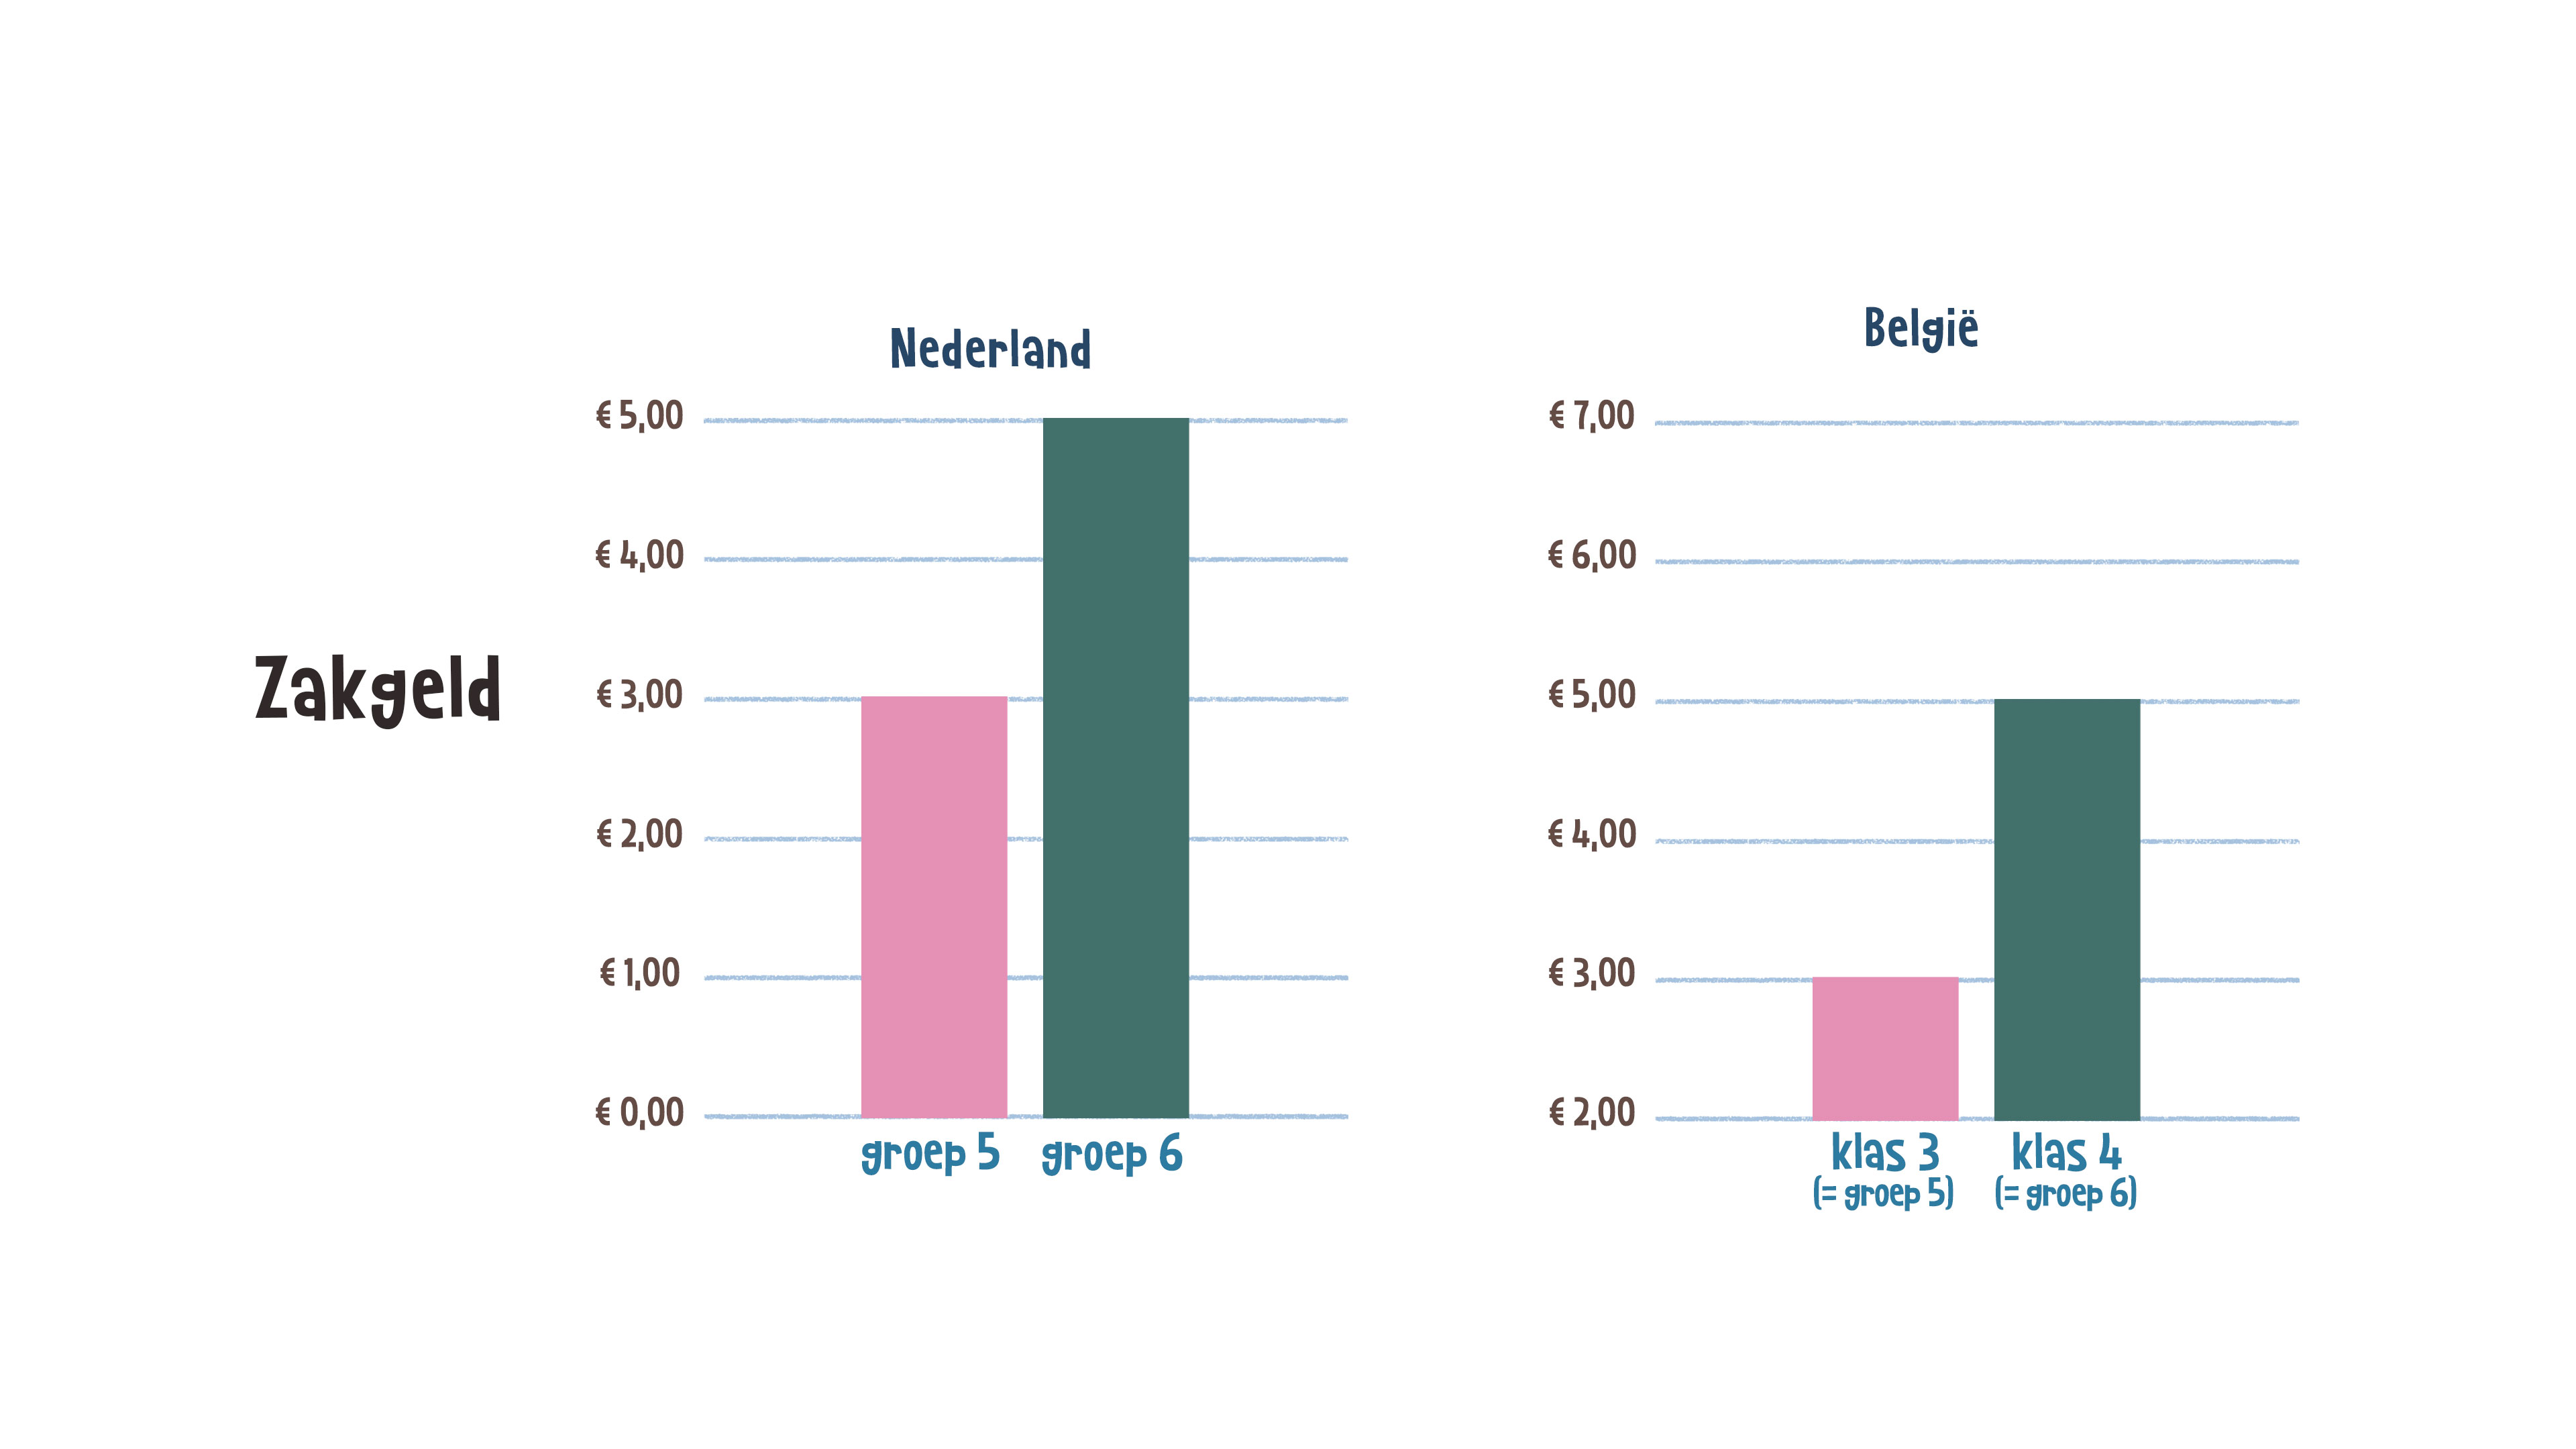 Zakgeld
Nederland
€ 5,00
€ 4,00
€ 3,00
€ 2,00
€ 1,00
€ 0,00
groep 5 groep 6
België
€ 7,00
€ 6,00
€ 5,00
€ 4,00
€ 3,00
€ 2,00
klas 3 klas 4
(= groep 5) (= groep 6)